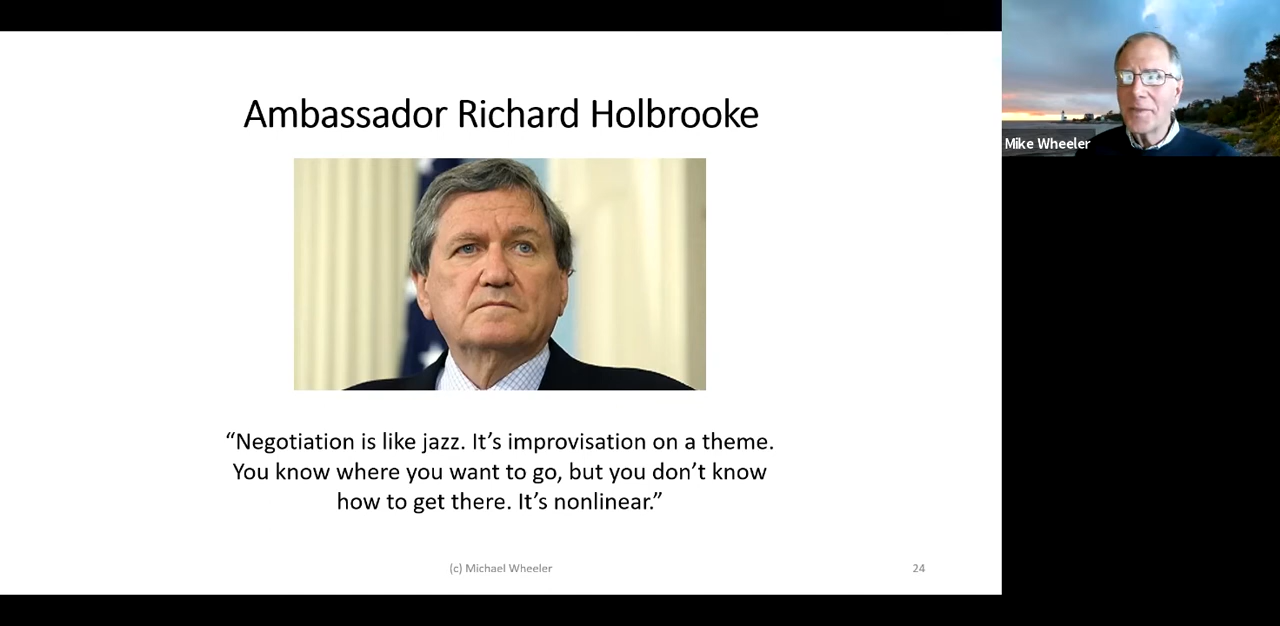 Ambassador Richard Holbrooke
Mike Wheeler
“Negotiation is like jazz. It’s improvisation on a theme.
You know where you want to go, but you don’t know
how to get there. It’s nonlinear.”
(c) Michael Wheeler
24